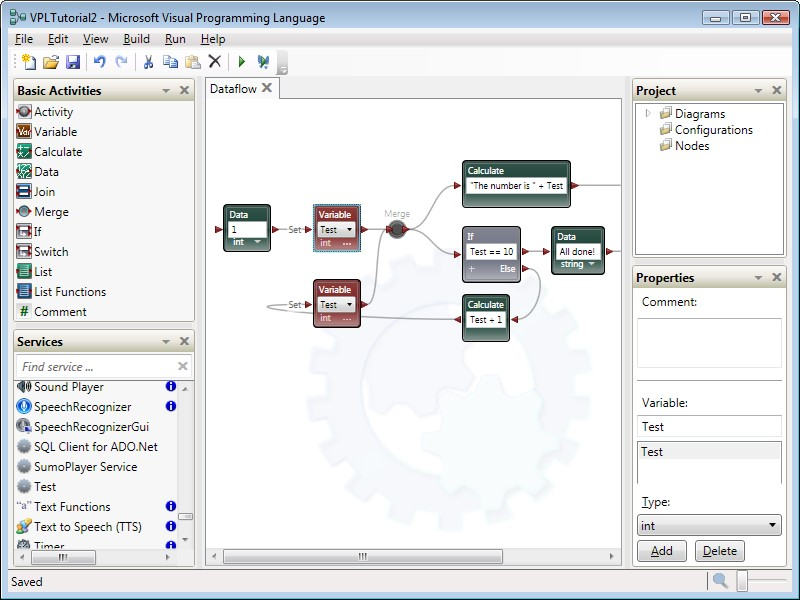 VPLTutorial2 - Microsoft Visual Programming Language
File Edit View Build Run Help
Basic Activities
Activity
Variable
Calculate
Data
Join
Merge
If
Switch
List
List Functions
# Comment
Services
Find service ...
Sound Player
SpeechRecognizer
SpeechRecognizerGui
SQL Client for ADO.Net
SumoPlayer Service
Test
"a" Text Functions
Text to Speech (TTS)
Timer
Saved
Dataflow
Data
1
int
Set
Variable
Test
int ...
Merge
Calculate
"The number is " + Test
If
Test == 10
+ Else
Data
All done!
string
Set
Variable
Test
int ...
Calculate
Test + 1
Project
Diagrams
Configurations
Nodes
Properties
Comment:
Variable:
Test
Test
Type:
int
Add Delete